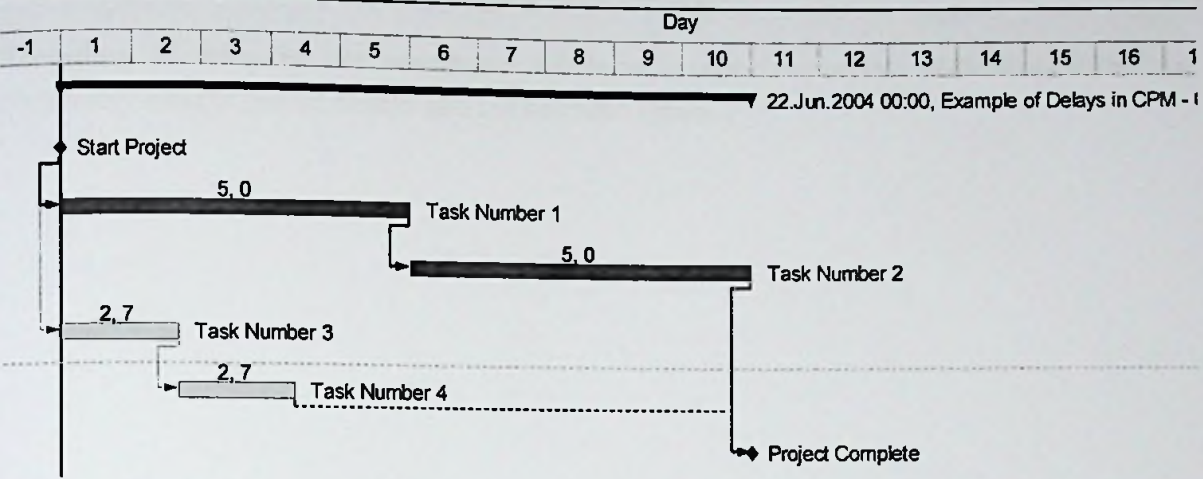 Day
-1 1 2 3 4 5 6 7 8 9 10 11 12 13 14 15 16 1
22.Jun.2004 00:00, Example of Delays in CPM -
Start Project
5, 0
Task Number 1
5, 0
Task Number 2
2, 7
Task Number 3
2, 7
Task Number 4
Project Complete